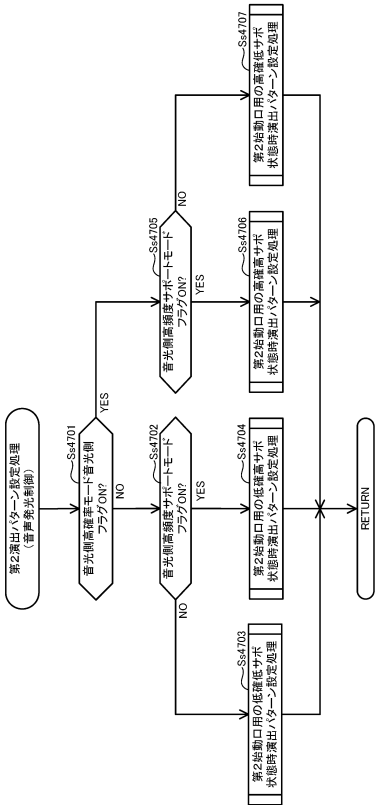 第2演出パターン設定処理
(音声発光制御)
Ss4701
音光側高確率モード音光側
フラグON?
YES
NO
Ss4702
音光側高頻度サポートモード
フラグON?
NO
YES
Ss4705
音光側高頻度サポートモード
フラグON?
NO
YES
Ss4703
第2始動口用の低確低サポ
状態時演出パターン設定処理
Ss4704
第2始動口用の低確高サポ
状態時演出パターン設定処理
Ss4706
第2始動口用の高確高サポ
状態時演出パターン設定処理
Ss4707
第2始動口用の高確低サポ
状態時演出パターン設定処理
RETURN